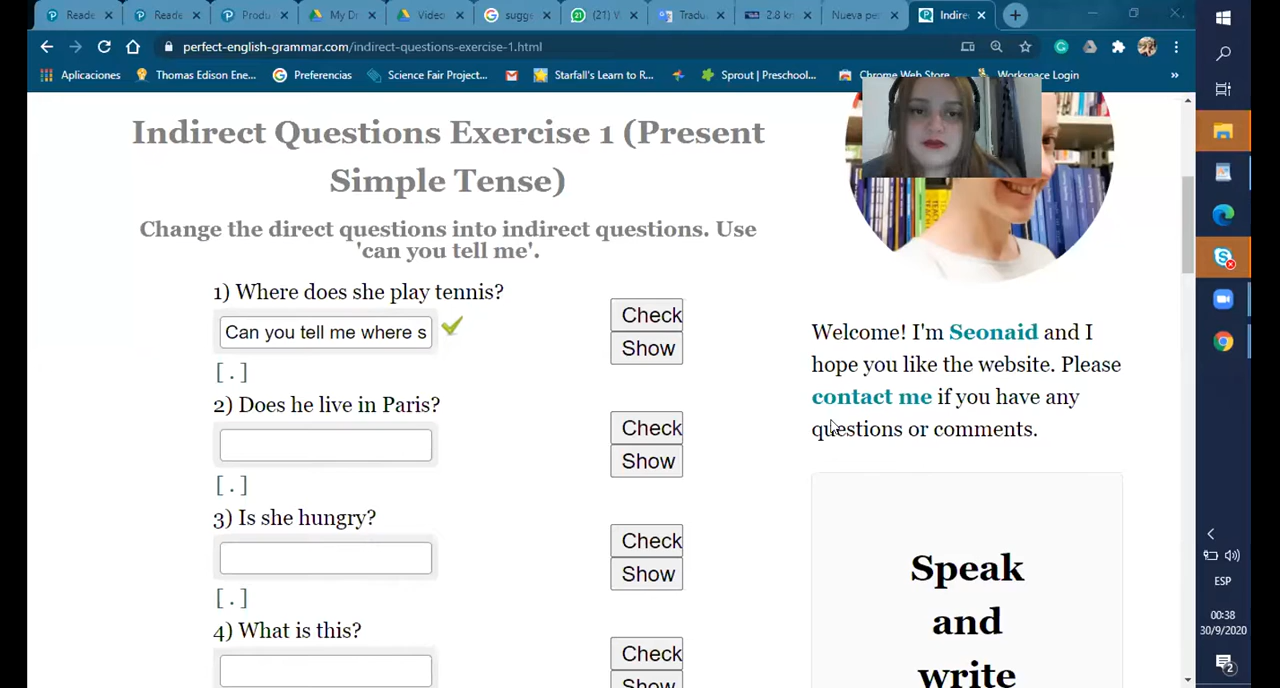 Reade
Reade
Produ
My Dr
Video
sugge
(21) V
Tradu
2.8 k
Nueva pe
Indire
perfect-english-grammar.com/indirect-questions-exercise-1.html
Aplicaciones
Thomas Edison Ene...
Preferencias
Science Fair Project...
Starfall's Learn to R...
Sprout | Preschool...
Chrome Web Store
Workspace Login
»
Indirect Questions Exercise 1 (Present
Simple Tense)
Change the direct questions into indirect questions. Use
'can you tell me'.
1) Where does she play tennis?
Can you tell me where s
Check
Show
[ . ]
2) Does he live in Paris?
Check
Show
[ . ]
3) Is she hungry?
Check
Show
[ . ]
4) What is this?
Check
Show
Welcome! I'm Seonaid and I
hope you like the website. Please
contact me if you have any
questions or comments.
Speak
and
write
ESP
00:38
30/9/2020
2